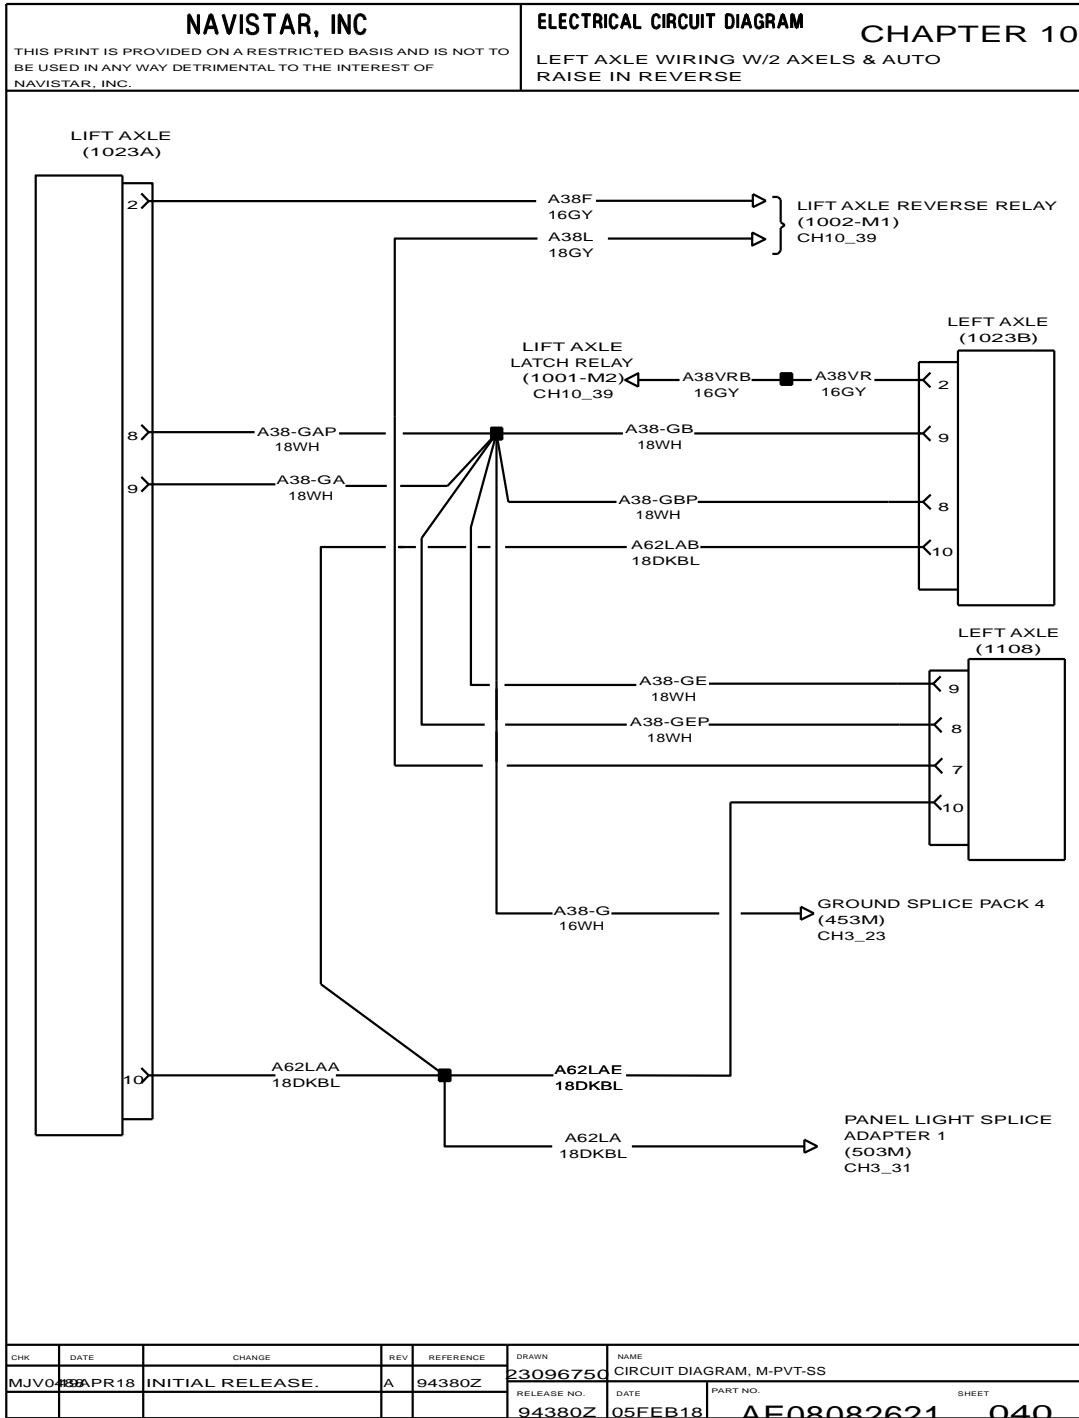 NAVISTAR, INC
THIS PRINT IS PROVIDED ON A RESTRICTED BASIS AND IS NOT TO
BE USED IN ANY WAY DETRIMENTAL TO THE INTEREST OF
NAVISTAR, INC.
ELECTRICAL CIRCUIT DIAGRAM
CHAPTER 10
LEFT AXLE WIRING W/2 AXELS & AUTO
RAISE IN REVERSE
LIFT AXLE
(1023A)
2
A38F
16GY
A38L
18GY
LIFT AXLE REVERSE RELAY
(1002-M1)
CH10_39
LEFT AXLE
(1023B)
LIFT AXLE
LATCH RELAY
(1001-M2)
CH10_39
A38VRB
16GY
A38VR
16GY
2
8
A38-GAP
18WH
A38-GB
18WH
9
9
A38-GA
18WH
A38-GBP
18WH
8
A62LAB
18DKBL
10
LEFT AXLE
(1108)
A38-GE
18WH
9
A38-GEP
18WH
8
7
10
A38-G
16WH
GROUND SPLICE PACK 4
(453M)
CH3_23
10
A62LAA
18DKBL
A62LAE
18DKBL
A62LA
18DKBL
PANEL LIGHT SPLICE
ADAPTER 1
(503M)
CH3_31
CHK DATE CHANGE REV REFERENCE
INITIAL RELEASE. A 94380Z
DRAWN
23096750
NAME
CIRCUIT DIAGRAM, M-PVT-SS
RELEASE NO.
94380Z
DATE
05FEB18
PART NO.
AE08082621
SHEET
040